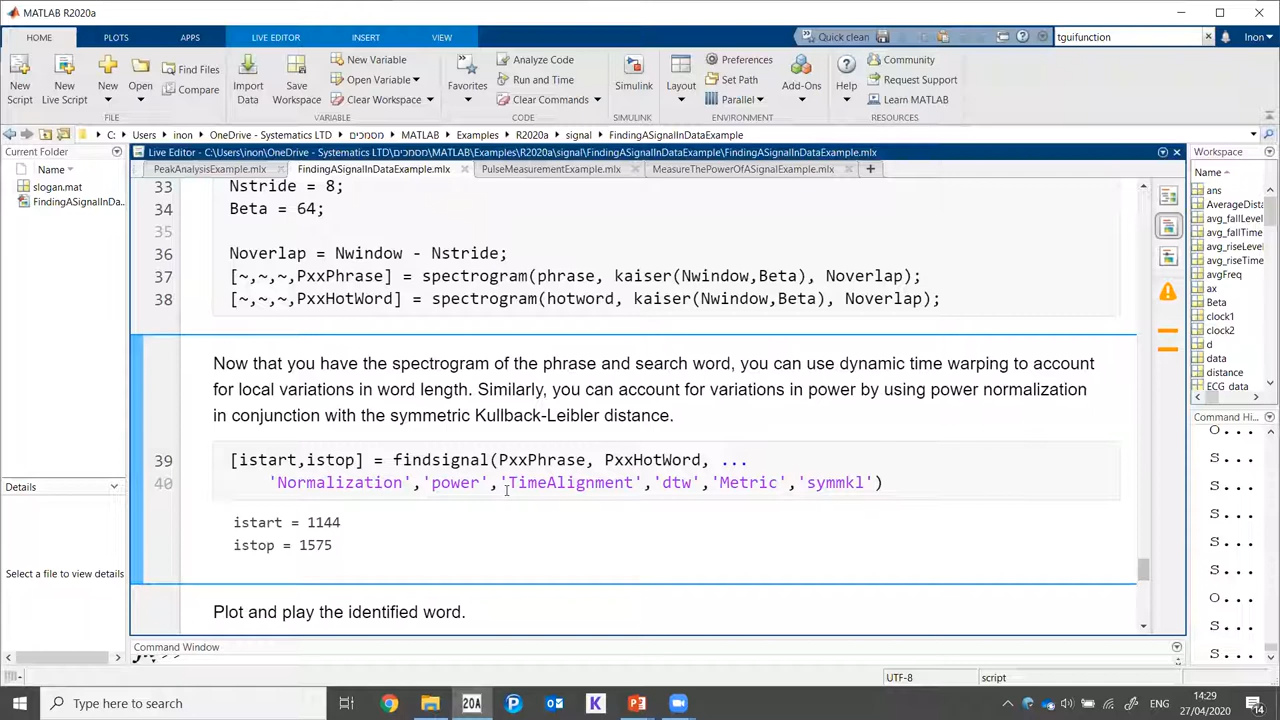 MATLAB R2020a
HOME PLOTS APPS LIVE EDITOR INSERT VIEW Quick clean tguifunction Inon
New Script
New Live Script
New
Open
Find Files
Compare
Import Data
Save Workspace
New Variable
Open Variable
Clear Workspace
Favorites
Analyze Code
Run and Time
Clear Commands
Simulink
Layout
Preferences
Set Path
Parallel
Add-Ons
Help
Community
Request Support
Learn MATLAB
FILE VARIABLE CODE SIMULINK ENVIRONMENT RESOURCES
C: Users inon OneDrive - Systematics LTD מסמכים MATLAB Examples R2020a signal FindingASignalInDataExample
Current Folder
Name
slogan.mat
FindingASignalInDa...
Details
Select a file to view details
Live Editor - C:\Users\inon\OneDrive - Systematics LTD\מסמכים\MATLAB\Examples\R2020a\signal\FindingASignalInDataExample\FindingASignalInDataExample.mlx
PeakAnalysisExample.mlx FindingASignalInDataExample.mlx PulseMeasurementExample.mlx MeasureThePowerOfASignalExample.mlx
33 Nstride = 8;
34 Beta = 64;
35
36 Noverlap = Nwindow - Nstride;
37 [~,~,~,PxxPhrase] = spectrogram(phrase, kaiser(Nwindow,Beta), Noverlap);
38 [~,~,~,PxxHotWord] = spectrogram(hotword, kaiser(Nwindow,Beta), Noverlap);
Now that you have the spectrogram of the phrase and search word, you can use dynamic time warping to account
for local variations in word length. Similarly, you can account for variations in power by using power normalization
in conjunction with the symmetric Kullback-Leibler distance.
39 [istart,istop] = findsignal(PxxPhrase, PxxHotWord, ...
40 'Normalization','power','TimeAlignment','dtw','Metric','symmkl')
istart = 1144
istop = 1575
Plot and play the identified word.
Command Window
>>
Workspace
Name
ans
AverageDist
avg_fallLevel
avg_fallTime
avg_riseLevel
avg_riseTime
avgFreq
ax
Beta
clock1
clock2
d
data
distance
ECG data
Command Hi...
O...
S...
S...
S...
S...
S...
O...
S...
S...
UTF-8 script
Type here to search
20A
ENG
14:29
27/04/2020
14